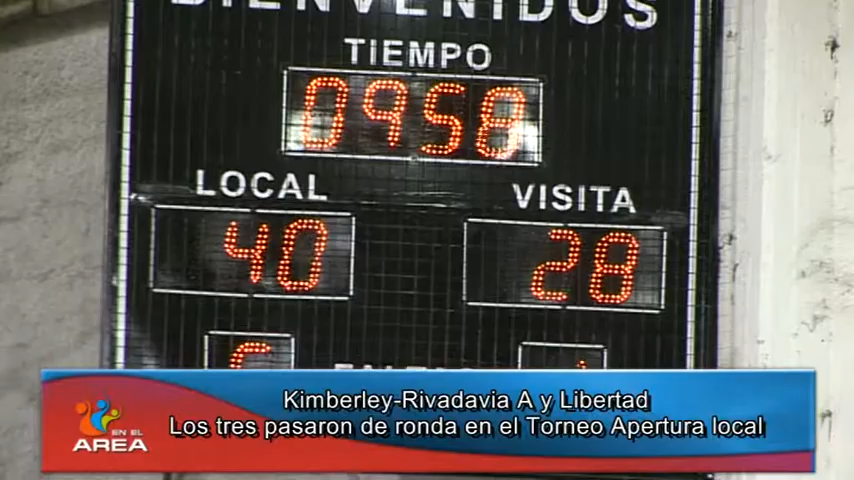 BIENVENIDOS
TIEMPO
0958
LOCAL VISITA
40 28
Kimberley-Rivadavia A y Libertad
Los tres pasaron de ronda en el Torneo Apertura local
EN EL
AREA